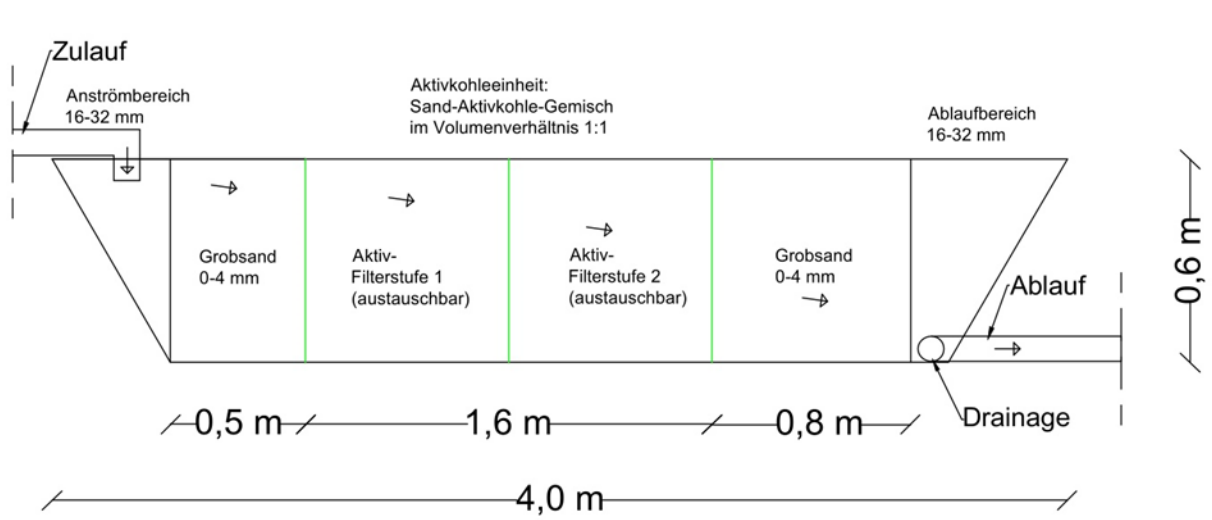 Zulauf
Anströmbereich
16-32 mm
Aktivkohleeinheit:
Sand-Aktivkohle-Gemisch
im Volumenverhältnis 1:1
Ablaufbereich
16-32 mm
Grobsand
0-4 mm
Aktiv-
Filterstufe 1
(austauschbar)
Aktiv-
Filterstufe 2
(austauschbar)
Grobsand
0-4 mm
Ablauf
0,6 m
Drainage
0,5 m
1,6 m
0,8 m
4,0 m